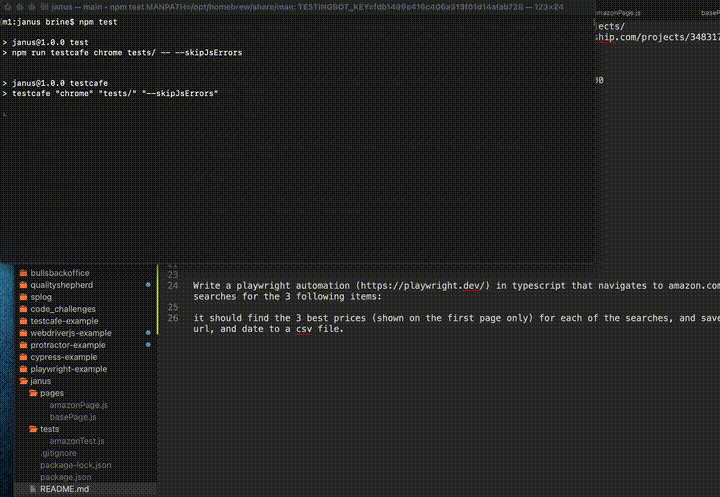 janus — main • npm test MANPATH=/opt/homebrew/share/man: — 123×24
m1:janus brine$ npm test
> janus@1.0.0 test
> npm run testcafe chrome tests/ -- --skipJsErrors
> janus@1.0.0 testcafe
> testcafe "chrome" "tests/" "--skipJsErrors"
amazonPage.js
baseP
jects/
ship.com/projects/348317
00
bullsbackoffice
qualityshepherd
splog
code_challenges
testcafe-example
webdriverjs-example
protractor-example
cypress-example
playwright-example
janus
pages
amazonPage.js
basePage.js
tests
amazonTest.js
.gitignore
package-lock.json
package.json
README.md
23
24 Write a playwright automation (https://playwright.dev/) in typescript that navigates to amazon.com
searches for the 3 following items:
25
26 it should find the 3 best prices (shown on the first page only) for each of the searches, and save
url, and date to a csv file.